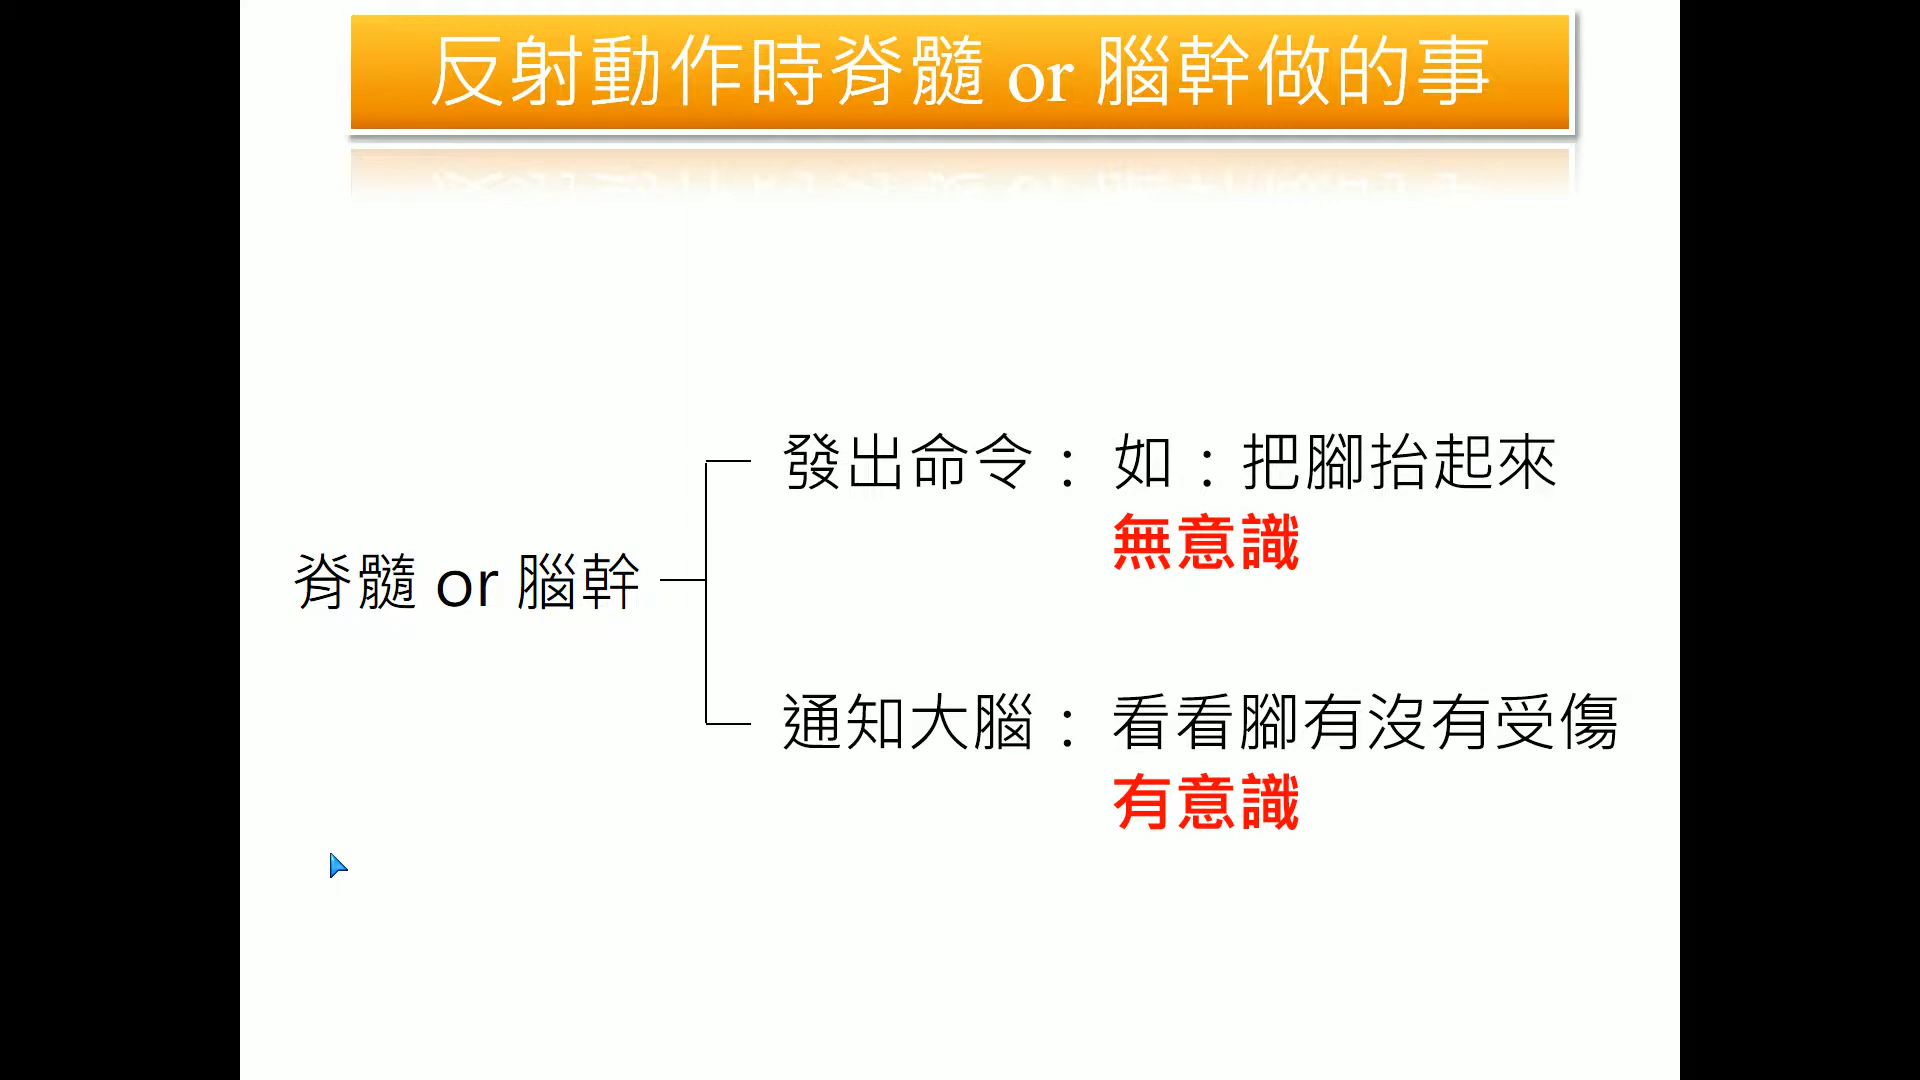 反射動作時脊髓 or 腦幹做的事
發出命令：如：把腳抬起來
無意識
脊髓 or 腦幹
通知大腦：看看腳有沒有受傷
有意識